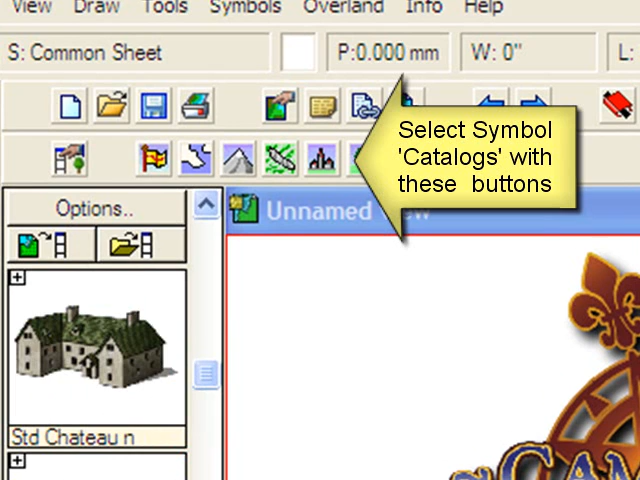 View Draw Tools Symbols Overland Info Help
S: Common Sheet P:0.000 mm W: 0" L:
Select Symbol
'Catalogs' with
these buttons
Options..
Unnamed
Std Chateau n